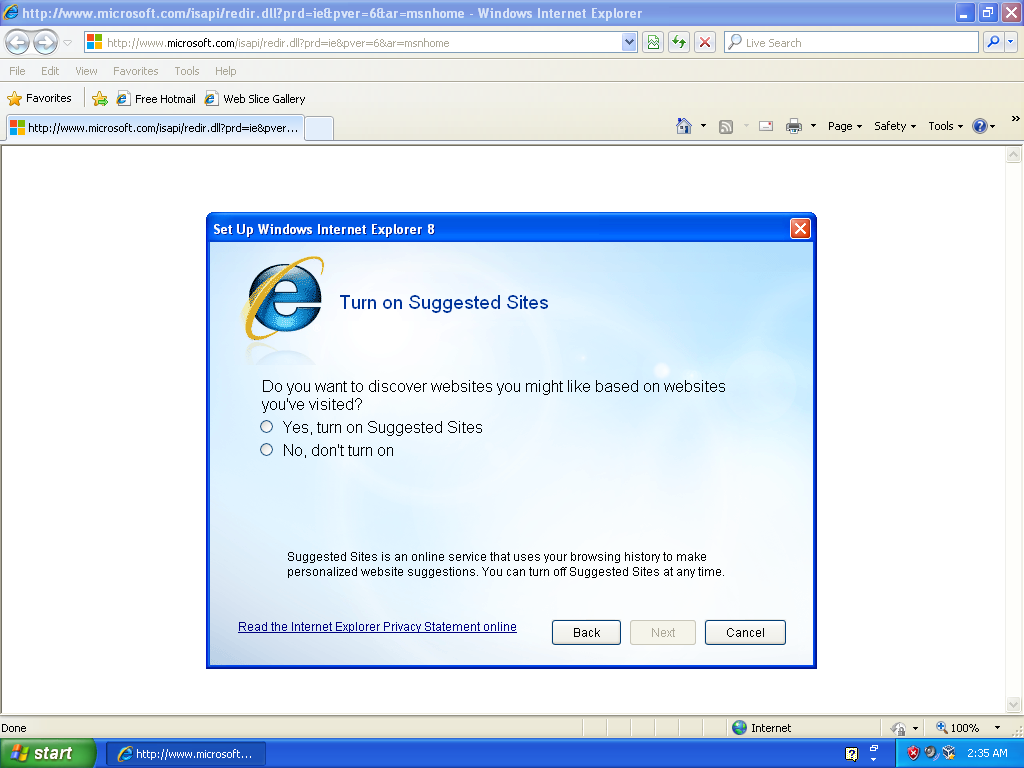 http://www.microsoft.com/isapi/redir.dll?prd=ie&pver=6&ar=msnhome - Windows Internet Explorer
http://www.microsoft.com/isapi/redir.dll?prd=ie&pver=6&ar=msnhome
Live Search
File Edit View Favorites Tools Help
Favorites Free Hotmail Web Slice Gallery
http://www.microsoft.com/isapi/redir.dll?prd=ie&pver... Page Safety Tools
Set Up Windows Internet Explorer 8
Turn on Suggested Sites
Do you want to discover websites you might like based on websites
you've visited?
Yes, turn on Suggested Sites
No, don't turn on
Suggested Sites is an online service that uses your browsing history to make
personalized website suggestions. You can turn off Suggested Sites at any time.
Read the Internet Explorer Privacy Statement online
Back Next Cancel
Done Internet 100%
start http://www.microsoft... 2:35 AM